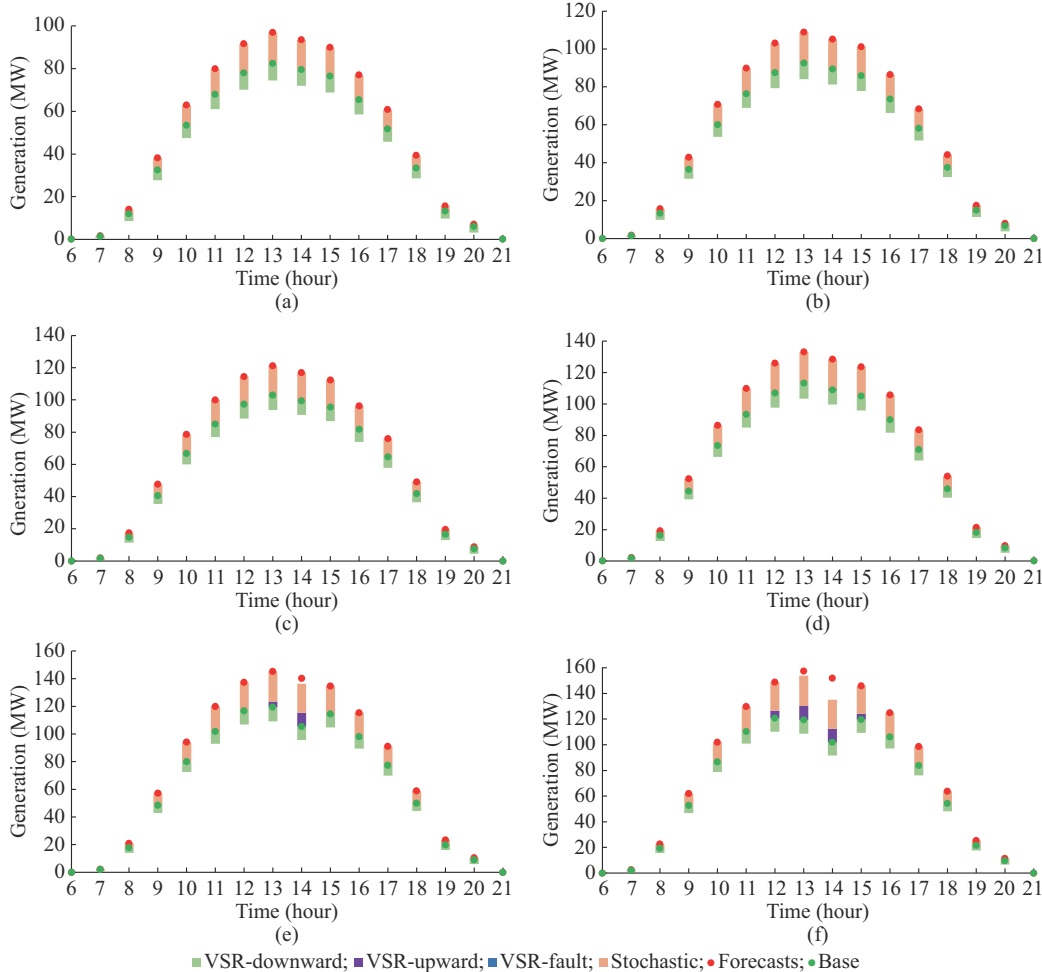 100
80
60
40
20
0
Generation (MW)
6 7 8 9 10 11 12 13 14 15 16 17 18 19 20 21
Time (hour)
(a)
120
100
80
60
40
20
0
Generation (MW)
6 7 8 9 10 11 12 13 14 15 16 17 18 19 20 21
Time (hour)
(b)
140
120
100
80
60
40
20
0
Gneration (MW)
6 7 8 9 10 11 12 13 14 15 16 17 18 19 20 21
Time (hour)
(c)
140
120
100
80
60
40
20
0
Generation (MW)
6 7 8 9 10 11 12 13 14 15 16 17 18 19 20 21
Time (hour)
(d)
160
140
120
100
80
60
40
20
0
Generation (MW)
6 7 8 9 10 11 12 13 14 15 16 17 18 19 20 21
Time (hour)
(e)
160
140
120
100
80
60
40
20
0
Generation (MW)
6 7 8 9 10 11 12 13 14 15 16 17 18 19 20 21
Time (hour)
(f)
VSR-downward; VSR-upward; VSR-fault; Stochastic; Forecasts; Base